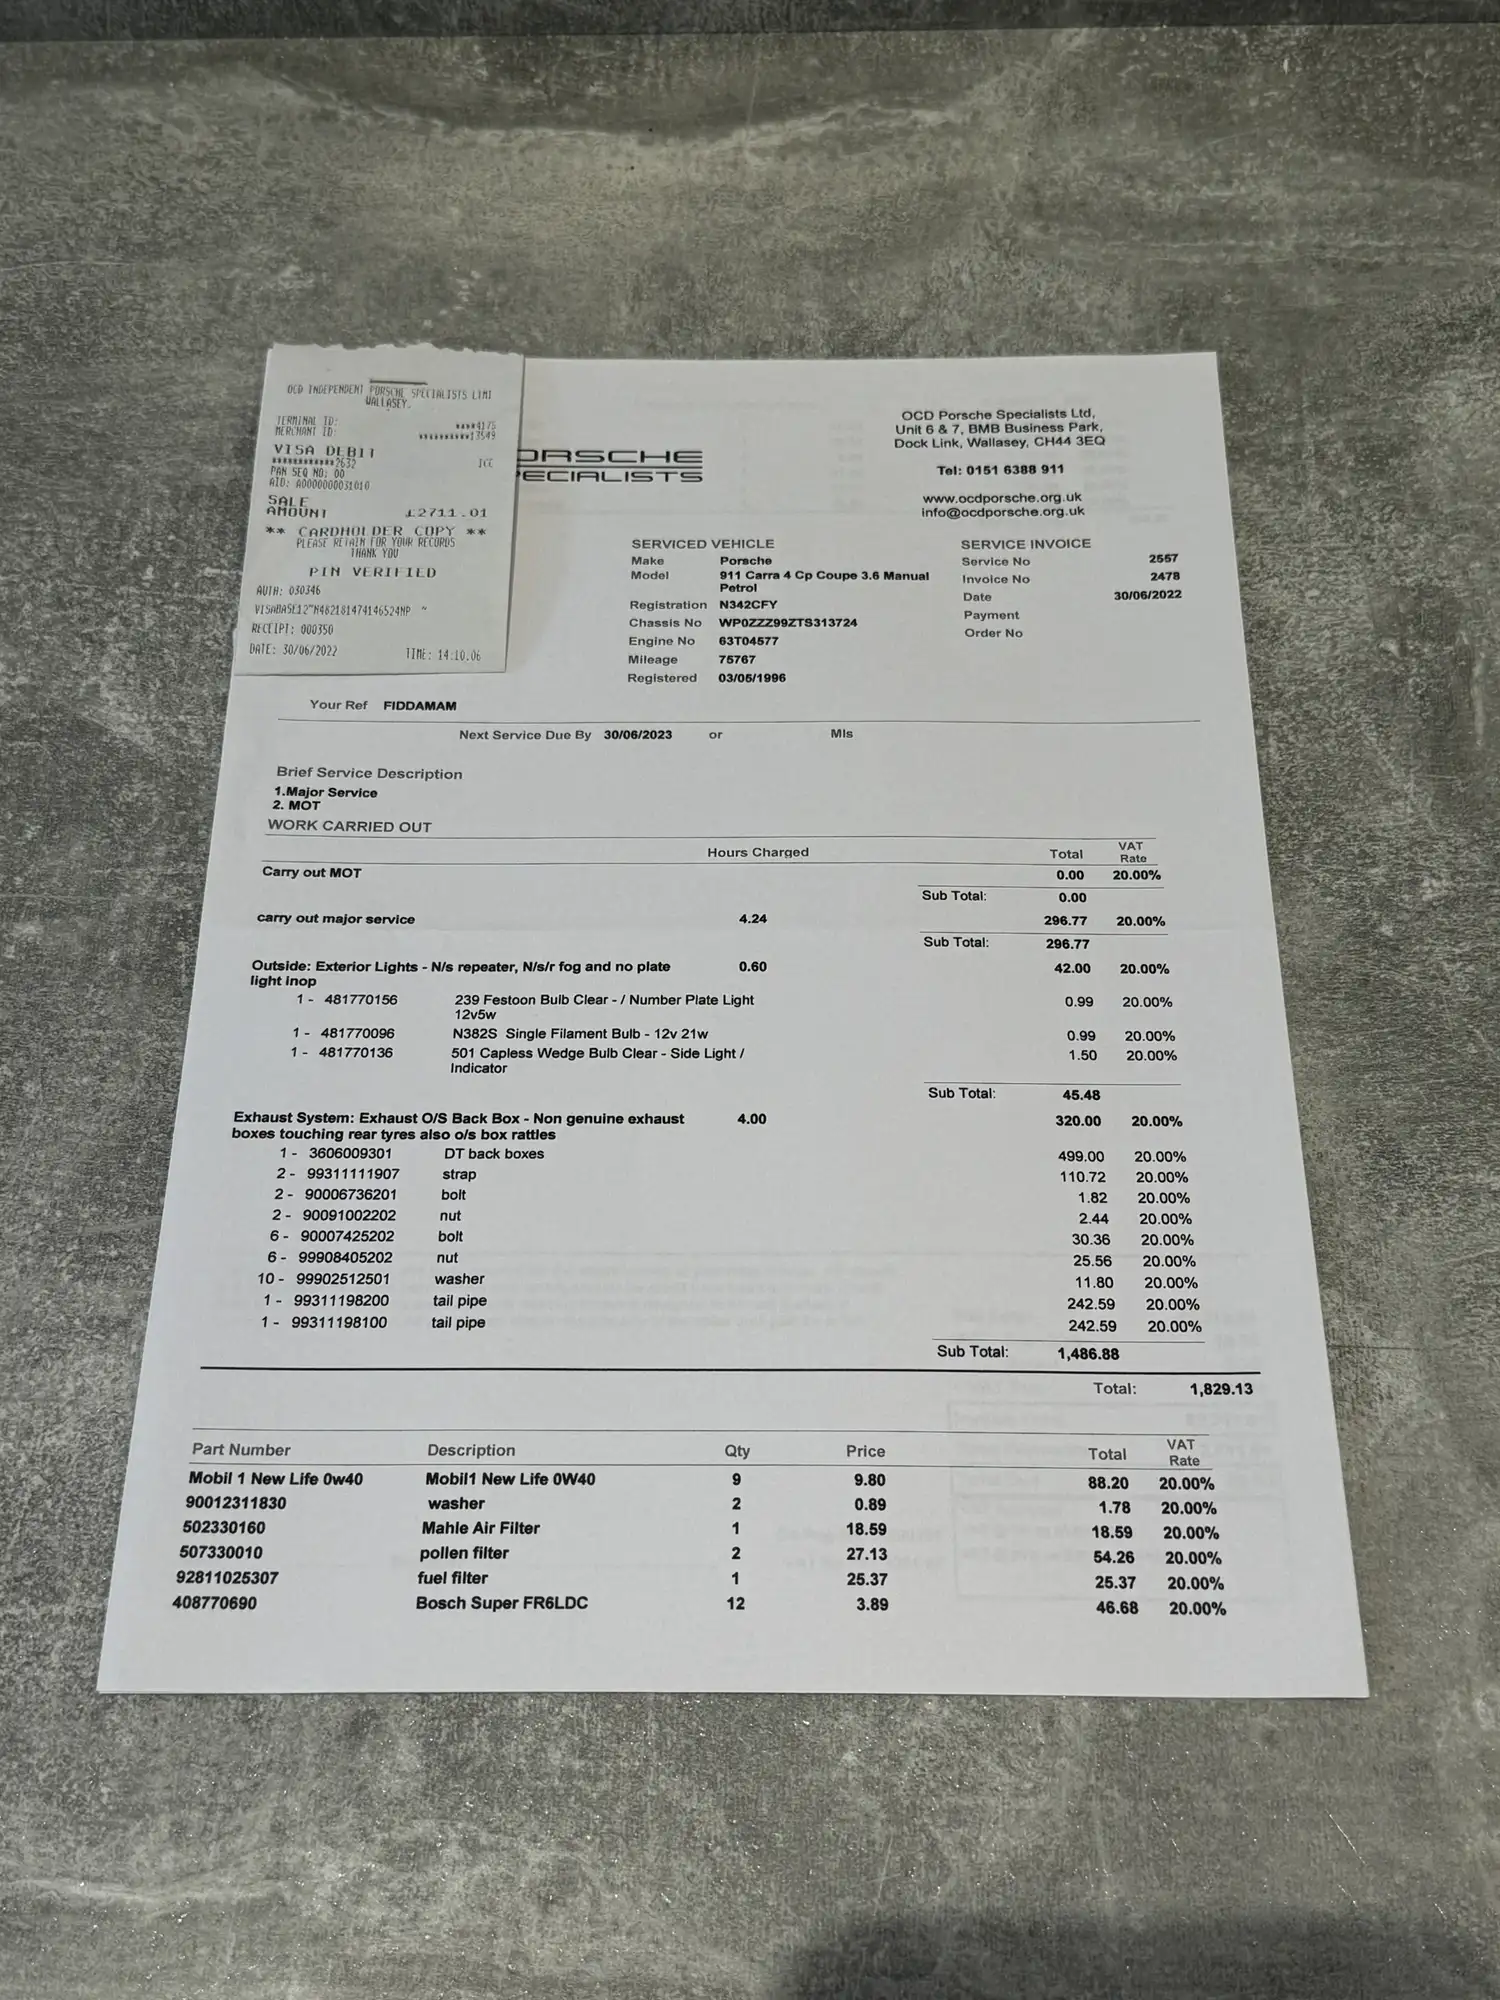 OCD INDEPENDENT PORSCHE SPECIALISTS LIMI
WALLASEY.
TERMINAL ID: ****4175
MERCHANT ID: **********13549
VISA DEBIT
************2632 ICC
PAN SEQ NO: 00
AID: A0000000031010
SALE
AMOUNT £2711.01
** CARDHOLDER COPY **
PLEASE RETAIN FOR YOUR RECORDS
THANK YOU
PIN VERIFIED
AUTH: 030346
RECEIPT: 000350
DATE: 30/06/2022 TIME: 14:10.06
ORSCHE
PECIALISTS
OCD Porsche Specialists Ltd,
Unit 6 & 7, BMB Business Park,
Dock Link, Wallasey, CH44 3EQ
Tel: 0151 6388 911
www.ocdporsche.org.uk
info@ocdporsche.org.uk
SERVICED VEHICLE
Make Porsche
Model 911 Carra 4 Cp Coupe 3.6 Manual
Petrol
Registration N342CFY
Chassis No WP0ZZZ99ZTS313724
Engine No 63T04577
Mileage 75767
Registered 03/05/1996
SERVICE INVOICE
Service No 2557
Invoice No 2478
Date 30/06/2022
Payment
Order No
Your Ref FIDDAMAM
Next Service Due By 30/06/2023 or Mls
Brief Service Description
1.Major Service
2. MOT
WORK CARRIED OUT
Hours Charged Total VAT
Rate
Carry out MOT 0.00 20.00%
Sub Total: 0.00
carry out major service 4.24 296.77 20.00%
Sub Total: 296.77
Outside: Exterior Lights - N/s repeater, N/s/r fog and no plate 0.60 42.00 20.00%
light inop
1 - 481770156 239 Festoon Bulb Clear - / Number Plate Light 0.99 20.00%
12v5w
1 - 481770096 N382S Single Filament Bulb - 12v 21w 0.99 20.00%
1 - 481770136 501 Capless Wedge Bulb Clear - Side Light / 1.50 20.00%
Indicator
Sub Total: 45.48
Exhaust System: Exhaust O/S Back Box - Non genuine exhaust 4.00 320.00 20.00%
boxes touching rear tyres also o/s box rattles
1 - 3606009301 DT back boxes 499.00 20.00%
2 - 99311111907 strap 110.72 20.00%
2 - 90006736201 bolt 1.82 20.00%
2 - 90091002202 nut 2.44 20.00%
6 - 90007425202 bolt 30.36 20.00%
6 - 99908405202 nut 25.56 20.00%
10 - 99902512501 washer 11.80 20.00%
1 - 99311198200 tail pipe 242.59 20.00%
1 - 99311198100 tail pipe 242.59 20.00%
Sub Total: 1,486.88
Total: 1,829.13
Part Number Description Qty Price Total VAT
Rate
Mobil 1 New Life 0w40 Mobil1 New Life 0W40 9 9.80 88.20 20.00%
90012311830 washer 2 0.89 1.78 20.00%
502330160 Mahle Air Filter 1 18.59 18.59 20.00%
507330010 pollen filter 2 27.13 54.26 20.00%
92811025307 fuel filter 1 25.37 25.37 20.00%
408770690 Bosch Super FR6LDC 12 3.89 46.68 20.00%